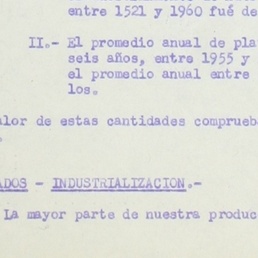 entre 1521 y 1960 fué de
II.- El promedio anual de pla
seis años, entre 1955 y
el promedio anual entre
los.
alor de estas cantidades comprueb
ADOS - INDUSTRIALIZACION.-
La mayor parte de nuestra produc